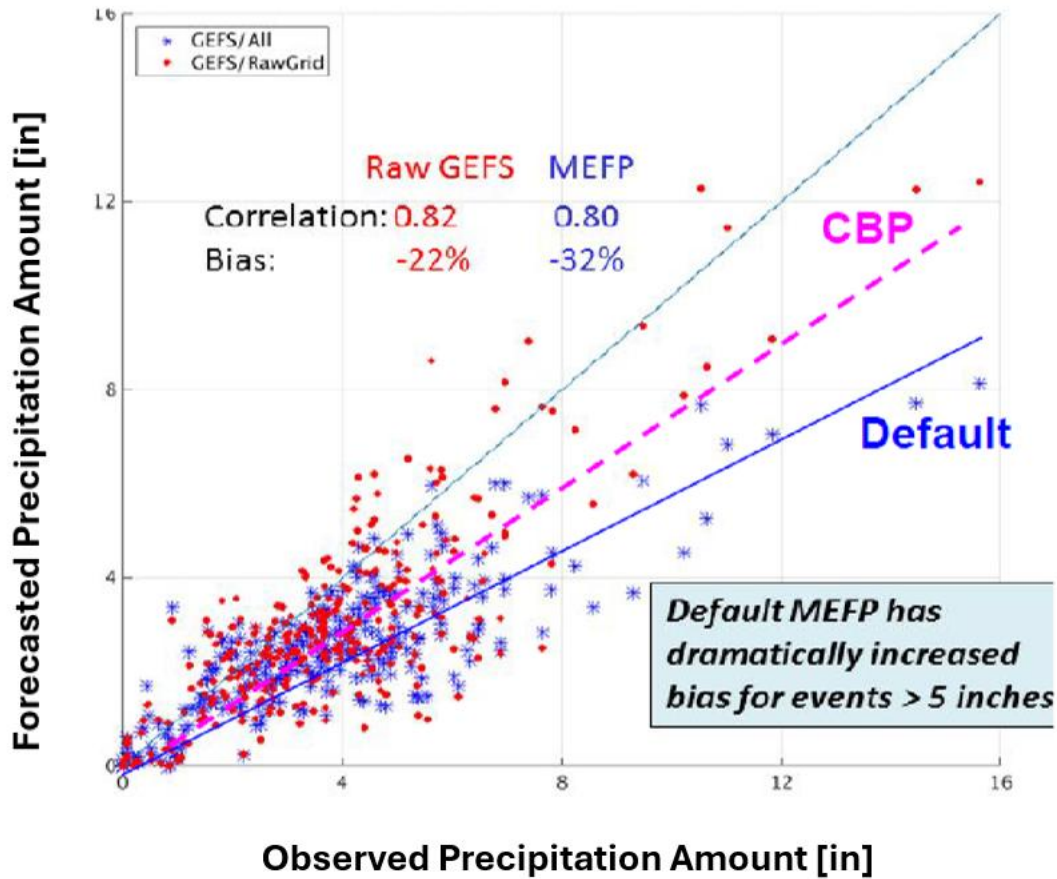 16
GEFS/All
GEFS/RawGrid
Raw GEFS MEFP
Correlation: 0.82 0.80
Bias: -22% -32%
12
CBP
8
Default
4
Default MEFP has
dramatically increased
bias for events > 5 inches
0
0 4 8 12 16
Forecasted Precipitation Amount [in]
Observed Precipitation Amount [in]